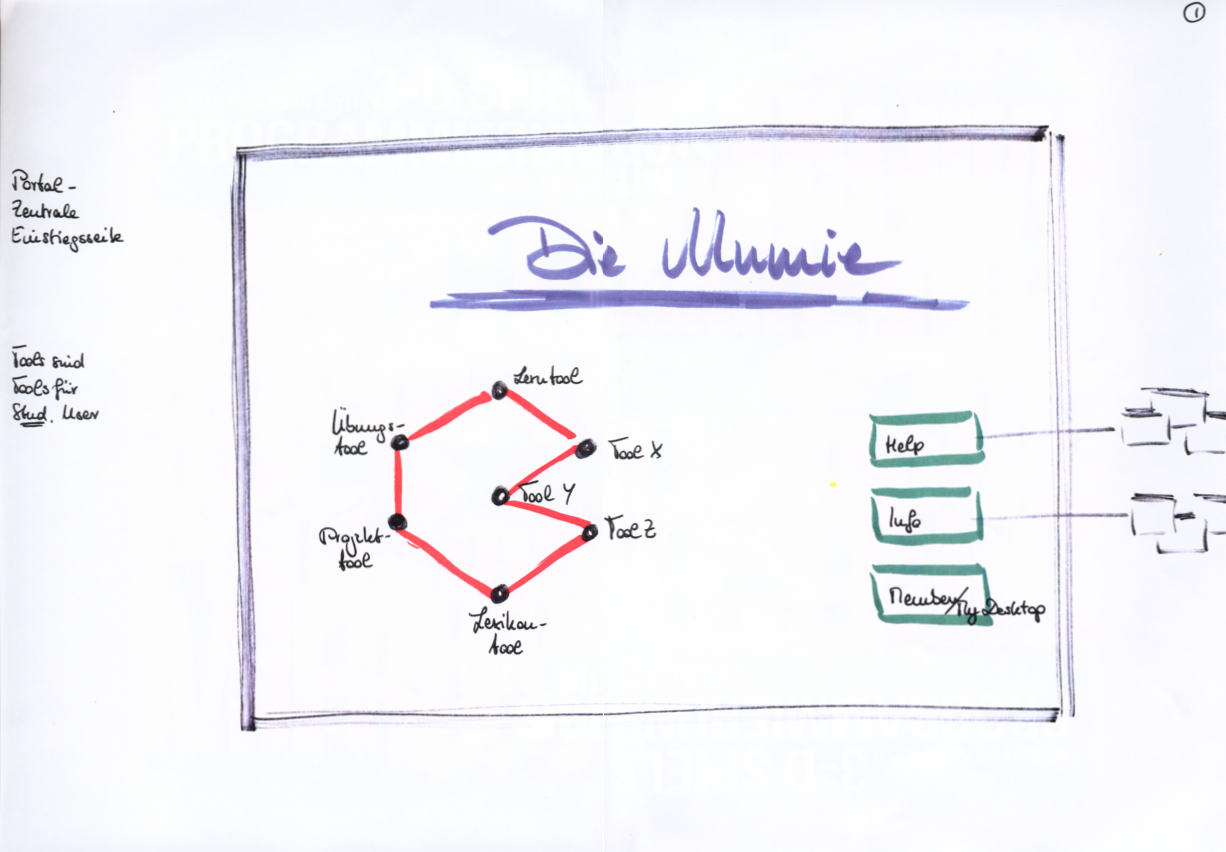 1
Portal-
Zentrale
Einstiegsseite
Die Mumie
Tools sind
Tools für
Stud. User
Lerntool
Übungs-
tool
Tool X
Tool Y
Projekt-
tool
Tool Z
Lexikon-
tool
Help
Info
Member/My Desktop